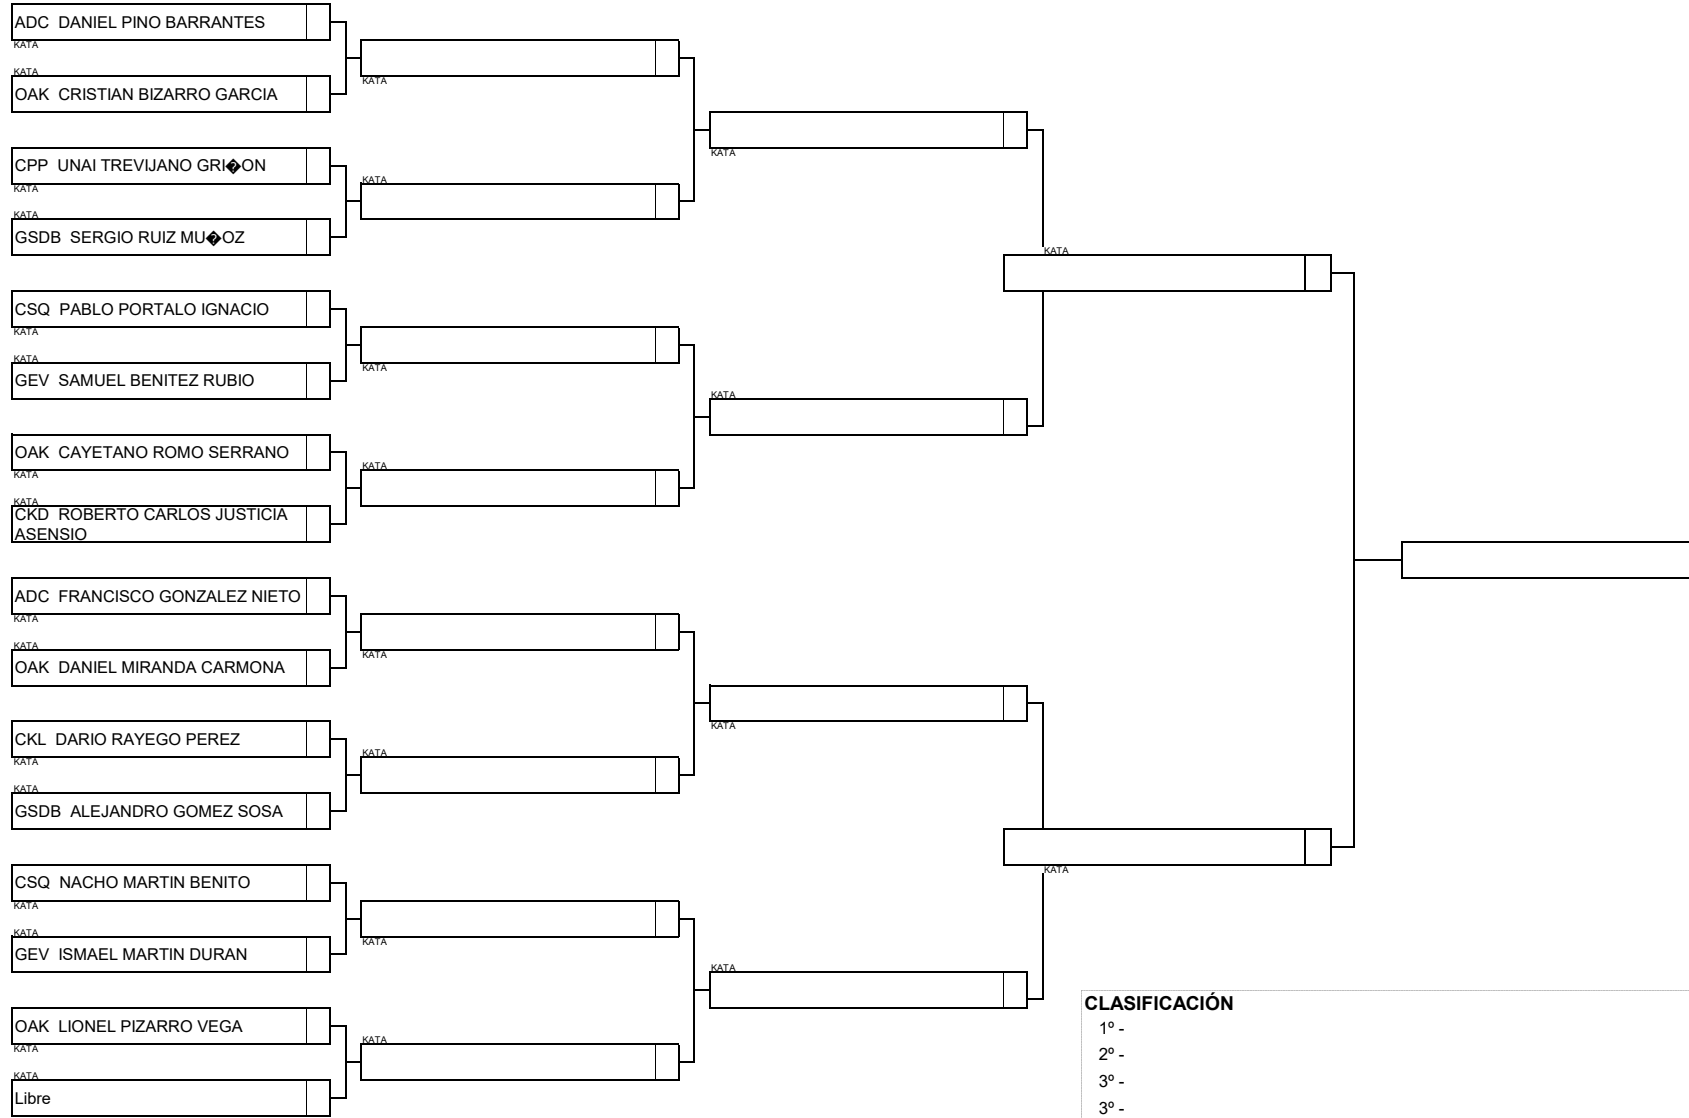 ADC  DANIEL PINO BARRANTES
KATA
KATA
OAK  CRISTIAN BIZARRO GARCIA
KATA
CPP  UNAI TREVIJANO GRI�ON
KATA
KATA
GSDB  SERGIO RUIZ MU�OZ
KATA
KATA
KATA
CSQ  PABLO PORTALO IGNACIO
KATA
KATA
GEV  SAMUEL BENITEZ RUBIO
KATA
OAK  CAYETANO ROMO SERRANO
KATA
KATA
CKD  ROBERTO CARLOS JUSTICIA
ASENSIO
KATA
KATA
KATA
ADC  FRANCISCO GONZALEZ NIETO
KATA
KATA
OAK  DANIEL MIRANDA CARMONA
KATA
CKL  DARIO RAYEGO PEREZ
KATA
KATA
GSDB  ALEJANDRO GOMEZ SOSA
KATA
KATA
KATA
CSQ  NACHO MARTIN BENITO
KATA
KATA
GEV  ISMAEL MARTIN DURAN
KATA
OAK  LIONEL PIZARRO VEGA
KATA
KATA
Libre
KATA
KATA
CLASIFICACIÓN
1º -
2º -
3º -
3º -